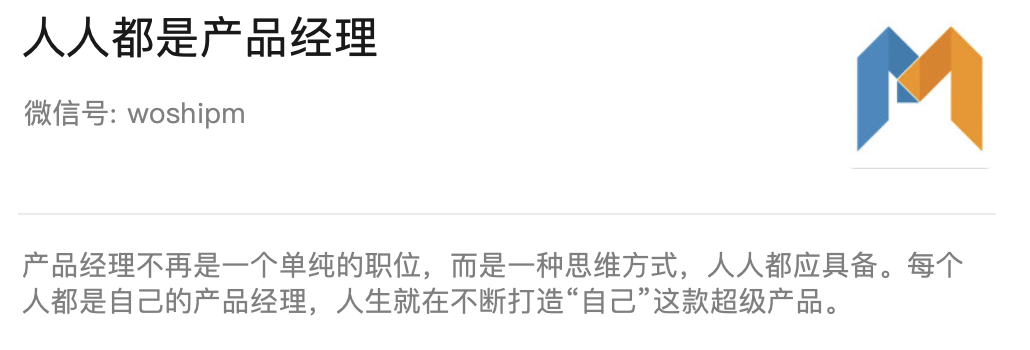 人人都是产品经理
微信号: woshipm
产品经理不再是一个单纯的职位，而是一种思维方式，人人都应具备。每个
人都是自己的产品经理，人生就在不断打造“自己”这款超级产品。